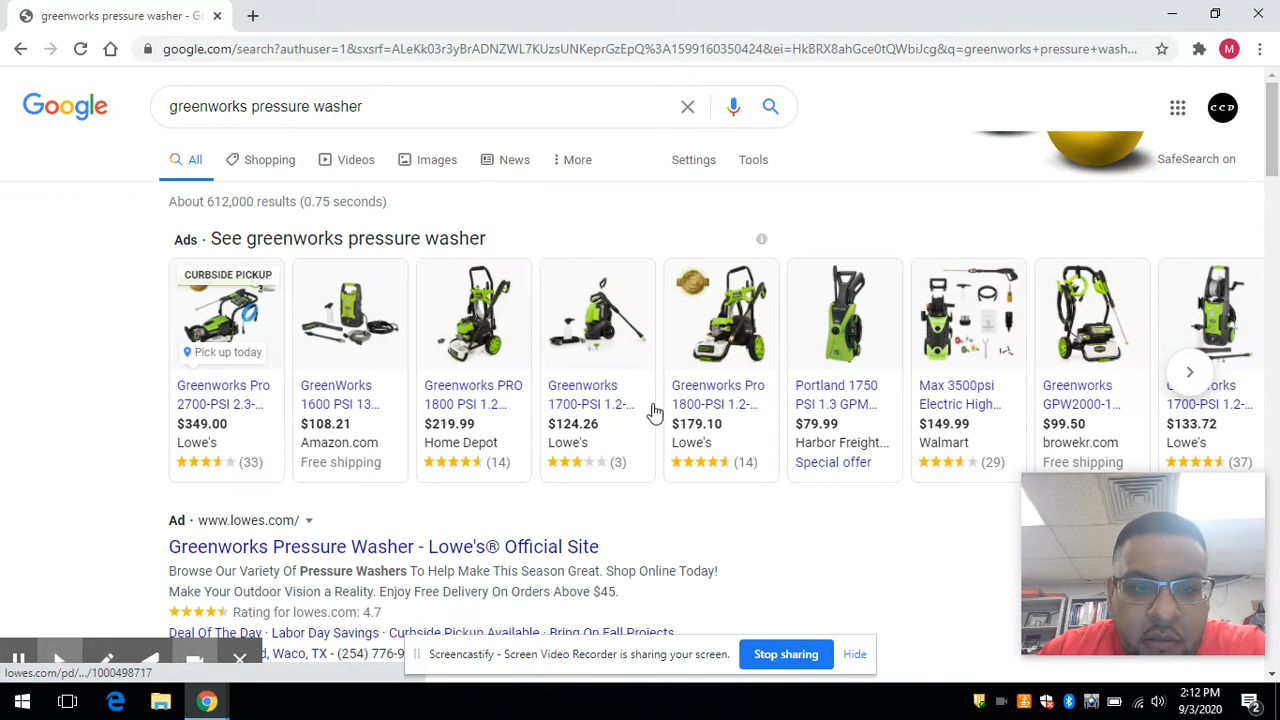 greenworks pressure washer - G
google.com/search?authuser=1&sxsrf=ALeKk03r3yBrADNZWL7KUzsUNKeprGzEpQ%3A1599160350424&ei=HkBRX8ahGce0tQWbiJcg&q=greenworks+pressure+wash...
M
Google
greenworks pressure washer
CCD
All
Shopping
Videos
Images
News
More
Settings
Tools
SafeSearch on
About 612,000 results (0.75 seconds)
Ads · See greenworks pressure washer
CURBSIDE PICKUP
Pick up today
Greenworks Pro
2700-PSI 2.3-...
$349.00
Lowe's
(33)
GreenWorks
1600 PSI 13...
$108.21
Amazon.com
Free shipping
Greenworks PRO
1800 PSI 1.2...
$219.99
Home Depot
(14)
Greenworks
1700-PSI 1.2-...
$124.26
Lowe's
(3)
Greenworks Pro
1800-PSI 1.2-...
$179.10
Lowe's
(14)
Portland 1750
PSI 1.3 GPM...
$79.99
Harbor Freight...
Special offer
Max 3500psi
Electric High...
$149.99
Walmart
(29)
Greenworks
GPW2000-1...
$99.50
browekr.com
Free shipping
works
1700-PSI 1.2-...
$133.72
Lowe's
(37)
Ad · www.lowes.com/
Greenworks Pressure Washer - Lowe's® Official Site
Browse Our Variety Of Pressure Washers To Help Make This Season Great. Shop Online Today!
Make Your Outdoor Vision a Reality. Enjoy Free Delivery On Orders Above $45.
Rating for lowes.com: 4.7
Deal Of The Day · Labor Day Savings · Curbside Pickup Available · Bring On Fall Projects
d, Waco, TX - (254) 776-9
Screencastify - Screen Video Recorder is sharing your screen.
Stop sharing
Hide
lowes.com/pd/.../1000498717
2:12 PM
9/3/2020
2